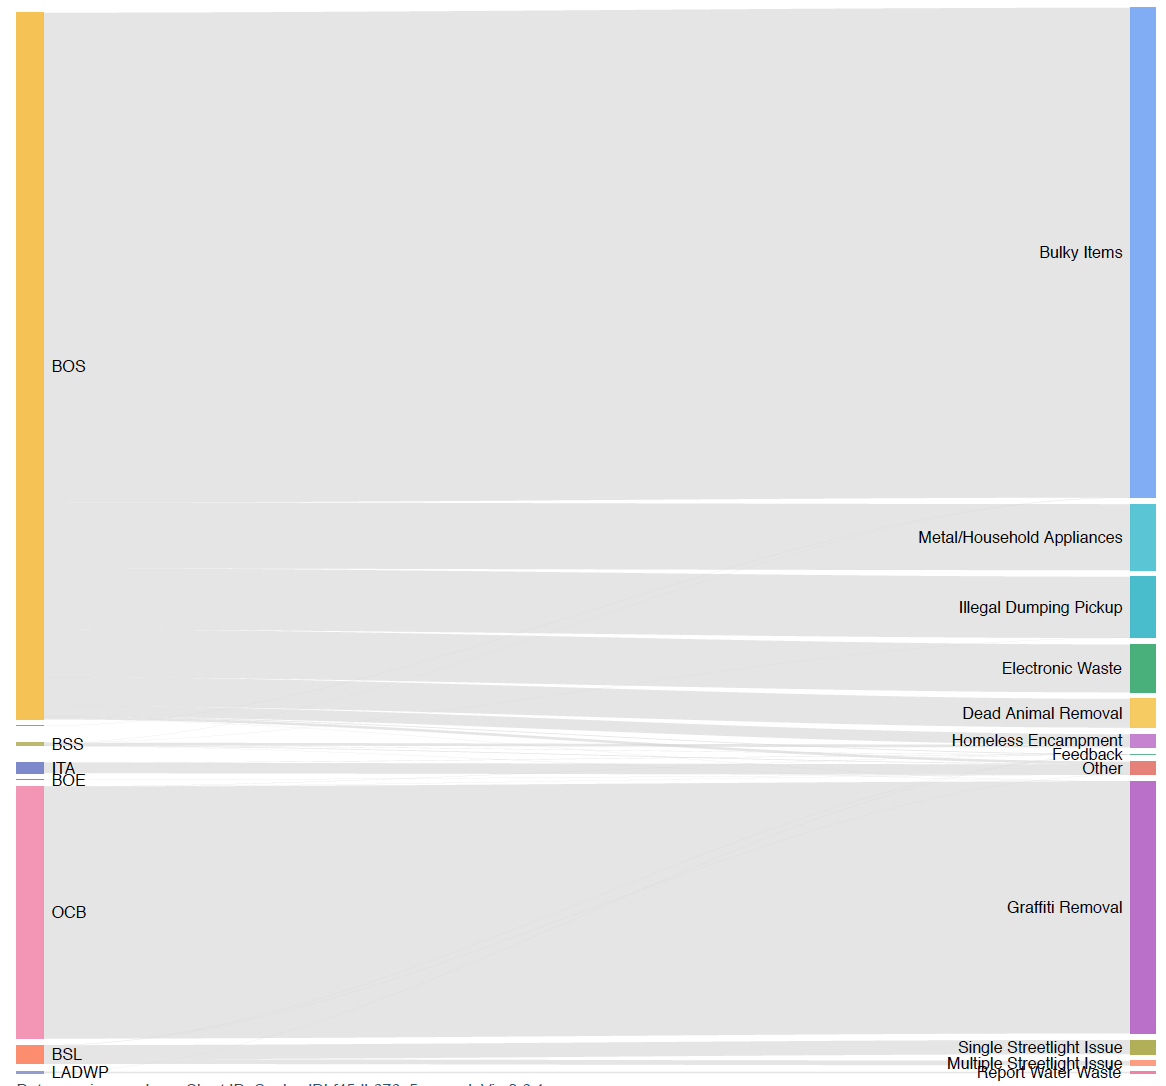 Bulky Items
BOS
Metal/Household Appliances
Illegal Dumping Pickup
Electronic Waste
Dead Animal Removal
Homeless Encampment
BSS
Feedback
ITA
Other
BOE
Graffiti Removal
OCB
Single Streetlight Issue
BSL
Multiple Streetlight Issue
LADWP
Report Water Waste